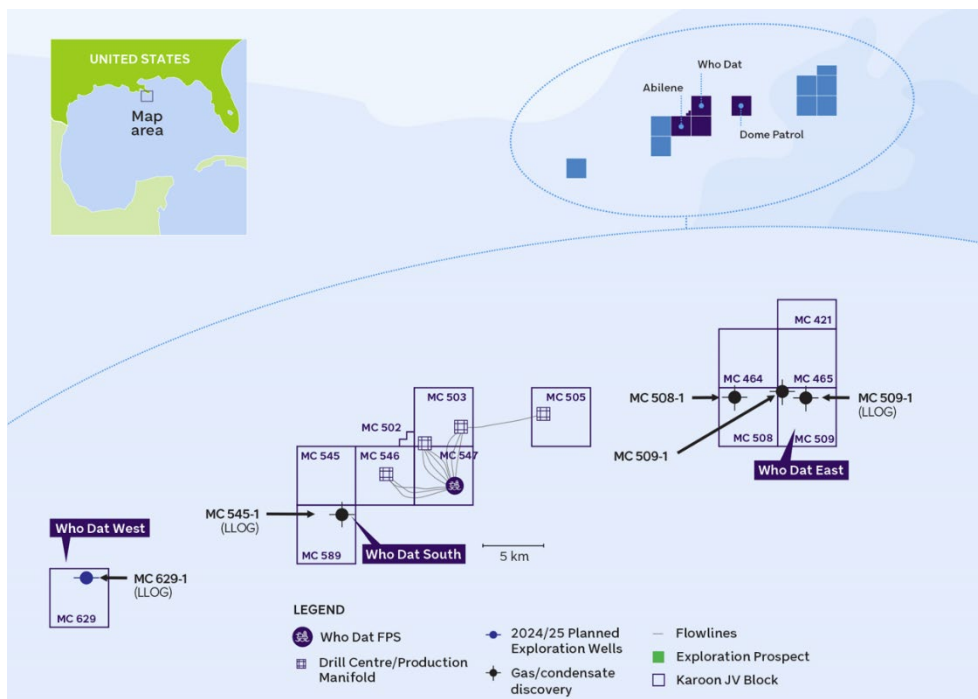 UNITED STATES
Map
area
Who Dat
Abilene
Dome Patrol
MC 421
MC 464
MC 465
MC 508-1
MC 509-1
(LLOG)
MC 503
MC 505
MC 502
MC 508
MC 509
MC 509-1
MC 545
MC 546
MC 547
Who Dat East
MC 545-1
(LLOG)
Who Dat West
Who Dat South
5 km
MC 589
MC 629-1
(LLOG)
MC 629
LEGEND
Who Dat FPS
Drill Centre/Production
Manifold
2024/25 Planned
Exploration Wells
Gas/condensate
discovery
Flowlines
Exploration Prospect
Karoon JV Block